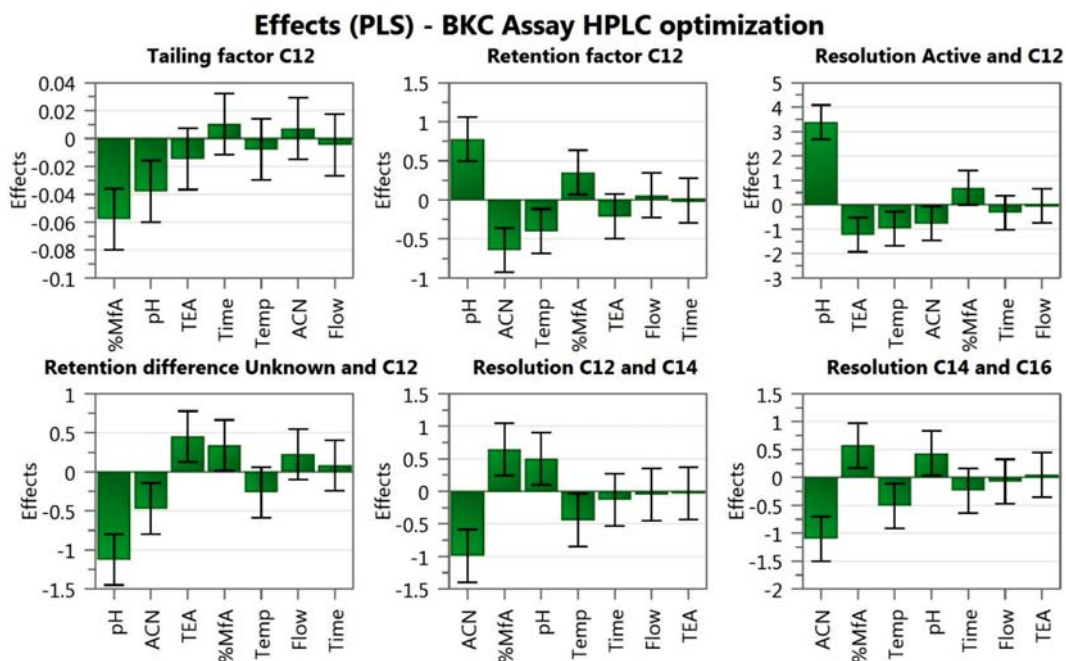 Effects (PLS) - BKC Assay HPLC optimization
Tailing factor C12
0.04
0.02
0
-0.02
-0.04
-0.06
-0.08
-0.1
Effects
%MfA
pH
TEA
Time
Temp
ACN
Flow
Retention factor C12
1
0.5
0
-0.5
-1
Effects
pH
ACN
Temp
%MfA
TEA
Flow
Time
Resolution Active and C12
5
4
3
2
1
0
-1
-2
-3
Effects
pH
TEA
Temp
ACN
%MfA
Time
Flow
Retention difference Unknown and C12
1
0.5
0
-0.5
-1
-1.5
Effects
pH
ACN
TEA
%MfA
Temp
Flow
Time
Resolution C12 and C14
1.5
1
0.5
0
-0.5
-1
-1.5
Effects
ACN
%MfA
pH
Temp
Time
Flow
TEA
Resolution C14 and C16
1.5
1
0.5
0
-0.5
-1
-1.5
-2
Effects
ACN
%MfA
Temp
pH
Time
Flow
TEA